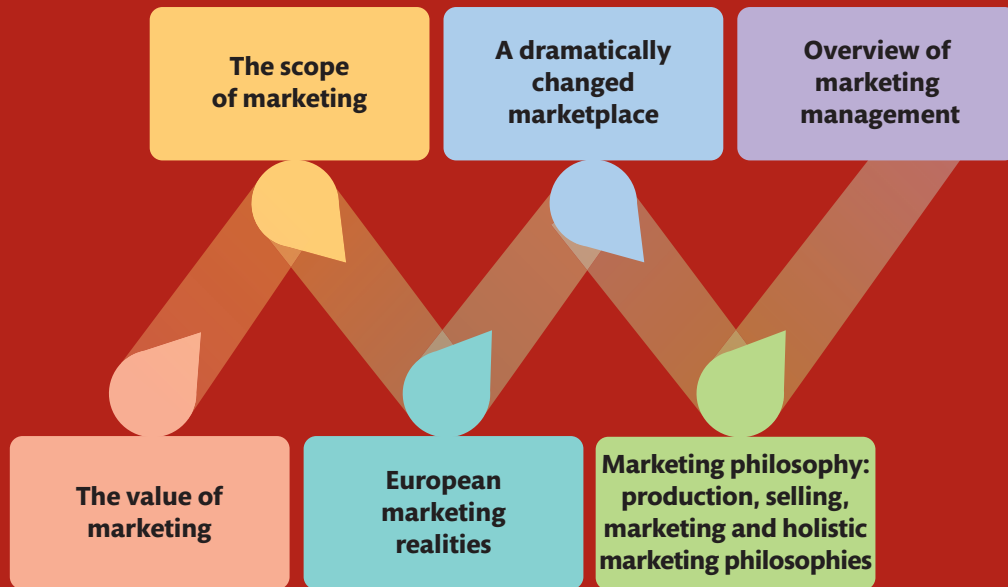 The scope
of marketing
A dramatically
changed
marketplace
Overview of
marketing
management
The value of
marketing
European
marketing
realities
Marketing philosophy:
production, selling,
marketing and holistic
marketing philosophies